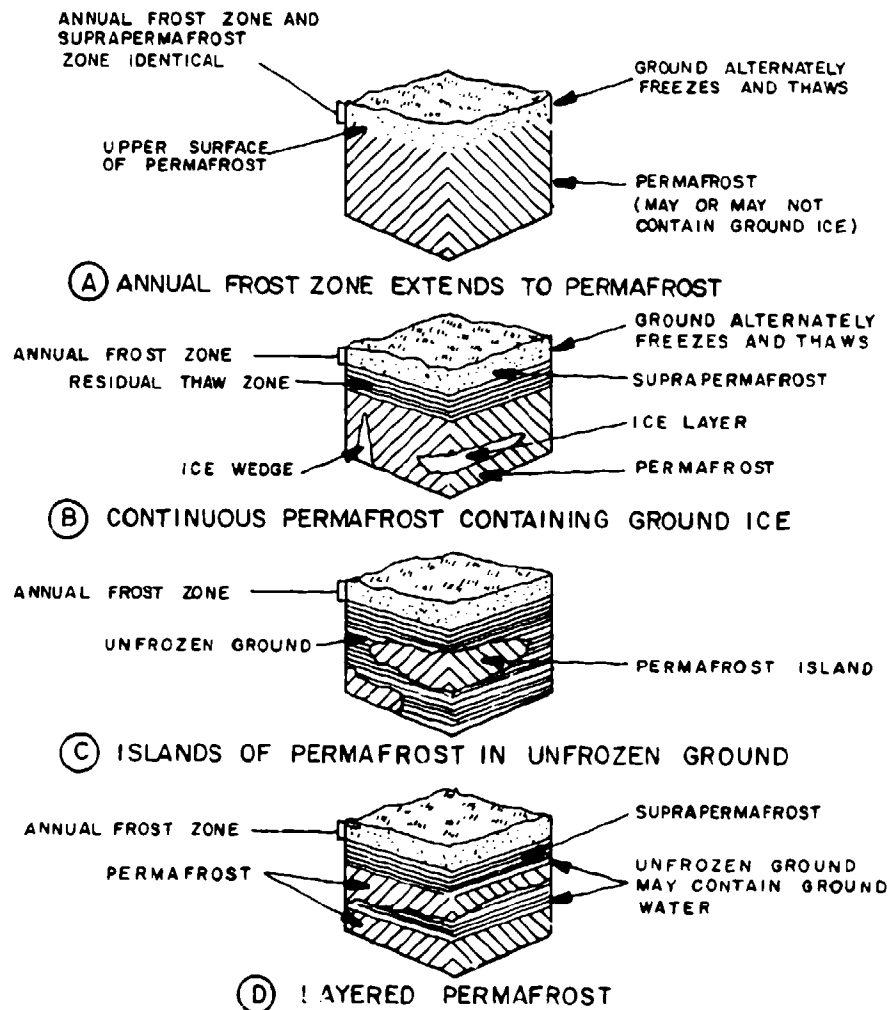 ANNUAL FROST ZONE AND
SUPRAPERMAFROST
ZONE IDENTICAL
GROUND ALTERNATELY
FREEZES AND THAWS
UPPER SURFACE
OF PERMAFROST
PERMAFROST
(MAY OR MAY NOT
CONTAIN GROUND ICE)
A ANNUAL FROST ZONE EXTENDS TO PERMAFROST
GROUND ALTERNATELY
FREEZES AND THAWS
ANNUAL FROST ZONE
RESIDUAL THAW ZONE
SUPRAPERMAFROST
ICE LAYER
ICE WEDGE
PERMAFROST
B CONTINUOUS PERMAFROST CONTAINING GROUND ICE
ANNUAL FROST ZONE
UNFROZEN GROUND
PERMAFROST ISLAND
C ISLANDS OF PERMAFROST IN UNFROZEN GROUND
SUPRAPERMAFROST
ANNUAL FROST ZONE
PERMAFROST
UNFROZEN GROUND
MAY CONTAIN GROUND
WATER
D LAYERED PERMAFROST